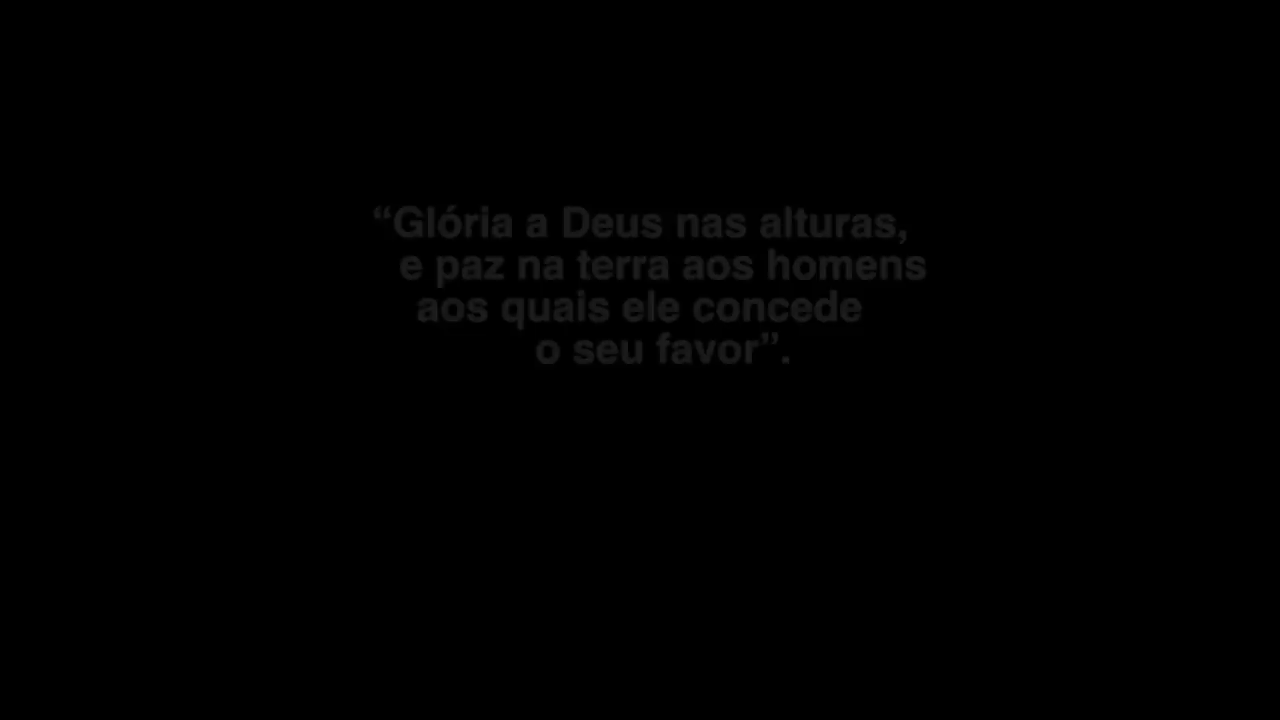 “Glória a Deus nas alturas,
e paz na terra aos homens
aos quais ele concede
o seu favor”.